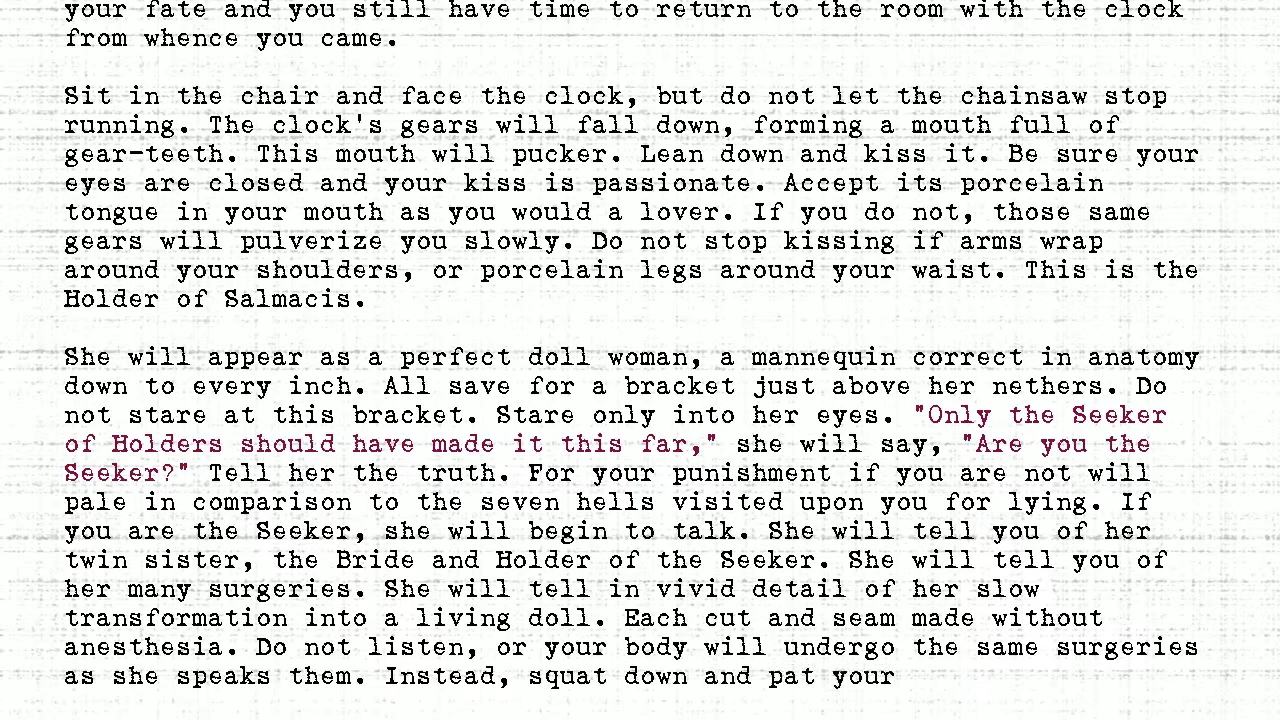 your fate and you still have time to return to the room with the clock
from whence you came.
Sit in the chair and face the clock, but do not let the chainsaw stop
running. The clock's gears will fall down, forming a mouth full of
gear-teeth. This mouth will pucker. Lean down and kiss it. Be sure your
eyes are closed and your kiss is passionate. Accept its porcelain
tongue in your mouth as you would a lover. If you do not, those same
gears will pulverize you slowly. Do not stop kissing if arms wrap
around your shoulders, or porcelain legs around your waist. This is the
Holder of Salmacis.
She will appear as a perfect doll woman, a mannequin correct in anatomy
down to every inch. All save for a bracket just above her nethers. Do
not stare at this bracket. Stare only into her eyes. "Only the Seeker
of Holders should have made it this far," she will say, "Are you the
Seeker?" Tell her the truth. For your punishment if you are not will
pale in comparison to the seven hells visited upon you for lying. If
you are the Seeker, she will begin to talk. She will tell you of her
twin sister, the Bride and Holder of the Seeker. She will tell you of
her many surgeries. She will tell in vivid detail of her slow
transformation into a living doll. Each cut and seam made without
anesthesia. Do not listen, or your body will undergo the same surgeries
as she speaks them. Instead, squat down and pat your